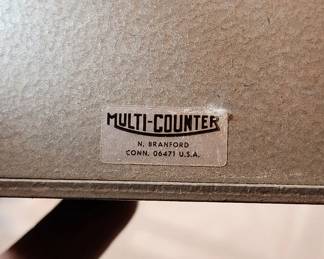 MULTI-COUNTER
N. BRANFORD
CONN. 06471 U.S.A.